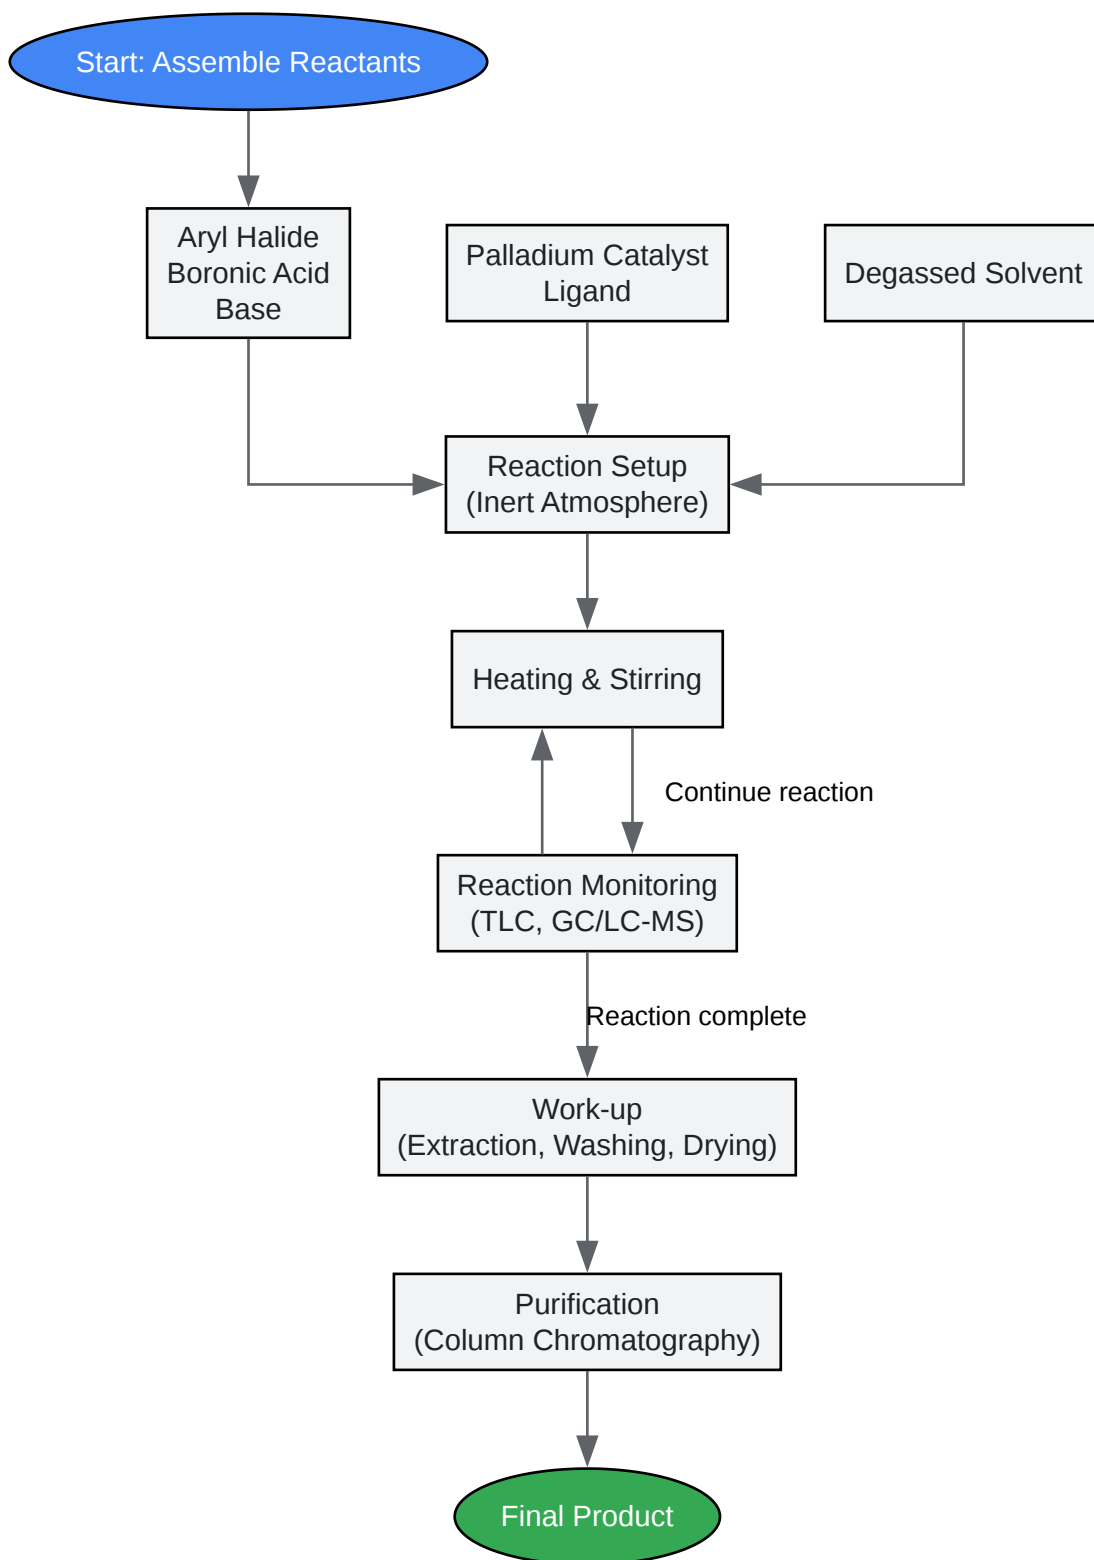 Start: Assemble Reactants
Aryl Halide
Boronic Acid
Base
Palladium Catalyst
Ligand
Degassed Solvent
Reaction Setup
(Inert Atmosphere)
Heating & Stirring
Continue reaction
Reaction Monitoring
(TLC, GC/LC-MS)
Reaction complete
Work-up
(Extraction, Washing, Drying)
Purification
(Column Chromatography)
Final Product